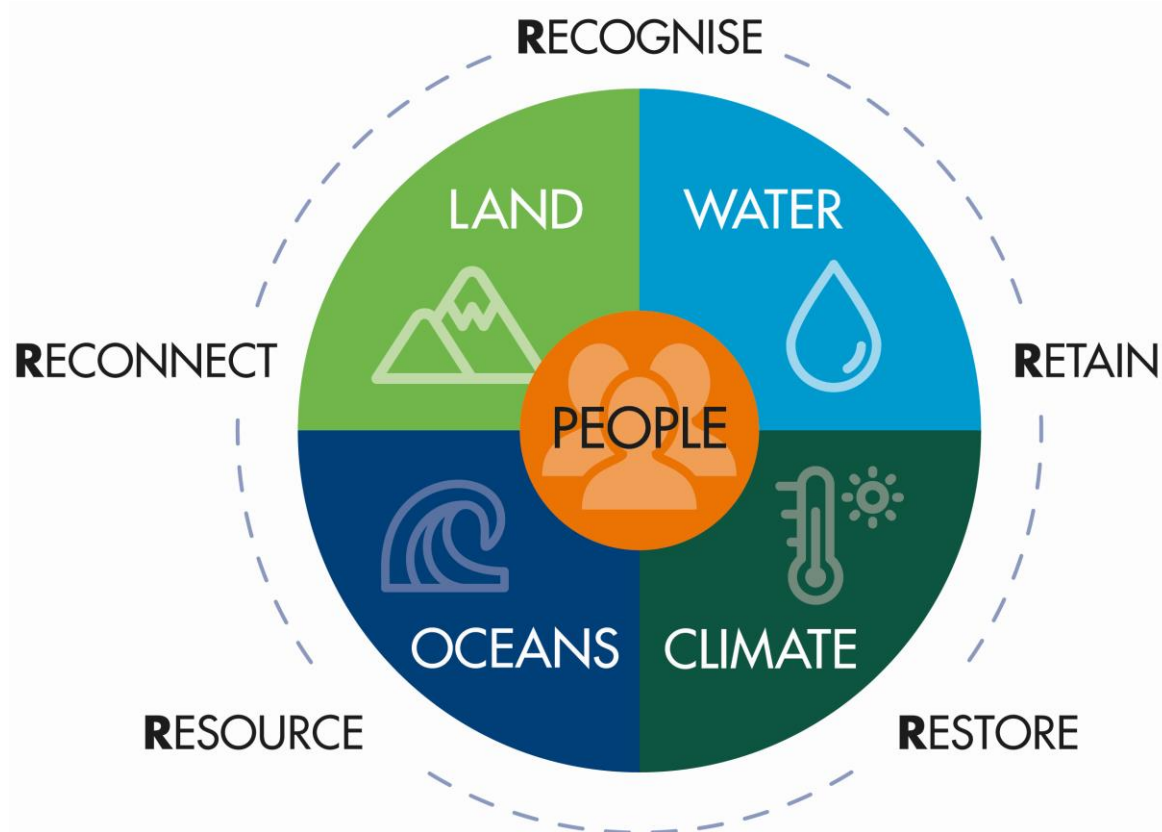 RECOGNISE
LAND
WATER
RECONNECT
RETAIN
PEOPLE
OCEANS
CLIMATE
RESOURCE
RESTORE